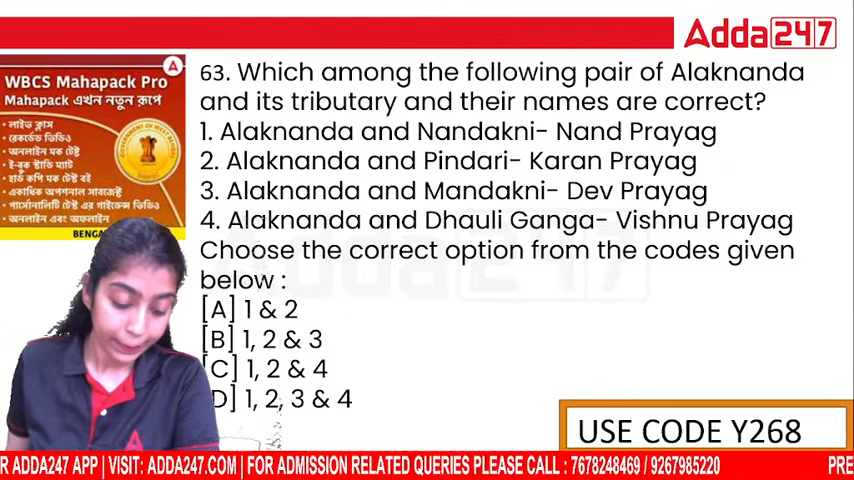 Adda247
WBCS Mahapack Pro
Mahapack এখন নতুন রূপে
• লাইভ ক্লাস
• রেকর্ডেড ভিডিও
• অনলাইন মক টেস্ট
• ই-বুক স্টাডি ম্যাট
• হার্ড কপি মক টেস্ট বই
• একাধিক অপশনাল সাবজেক্ট
• পার্সোনালিটি টেস্ট এর গাইডেন্স ভিডিও
• অনলাইন এবং অফলাইন
BENGA
63. Which among the following pair of Alaknanda
and its tributary and their names are correct?
1. Alaknanda and Nandakni- Nand Prayag
2. Alaknanda and Pindari- Karan Prayag
3. Alaknanda and Mandakni- Dev Prayag
4. Alaknanda and Dhauli Ganga- Vishnu Prayag
Choose the correct option from the codes given
below :
[A] 1 & 2
[B] 1, 2 & 3
[C] 1, 2 & 4
D] 1, 2, 3 & 4
USE CODE Y268
R ADDA247 APP | VISIT: ADDA247.COM | FOR ADMISSION RELATED QUERIES PLEASE CALL : 7678248469 / 9267985220 PRE